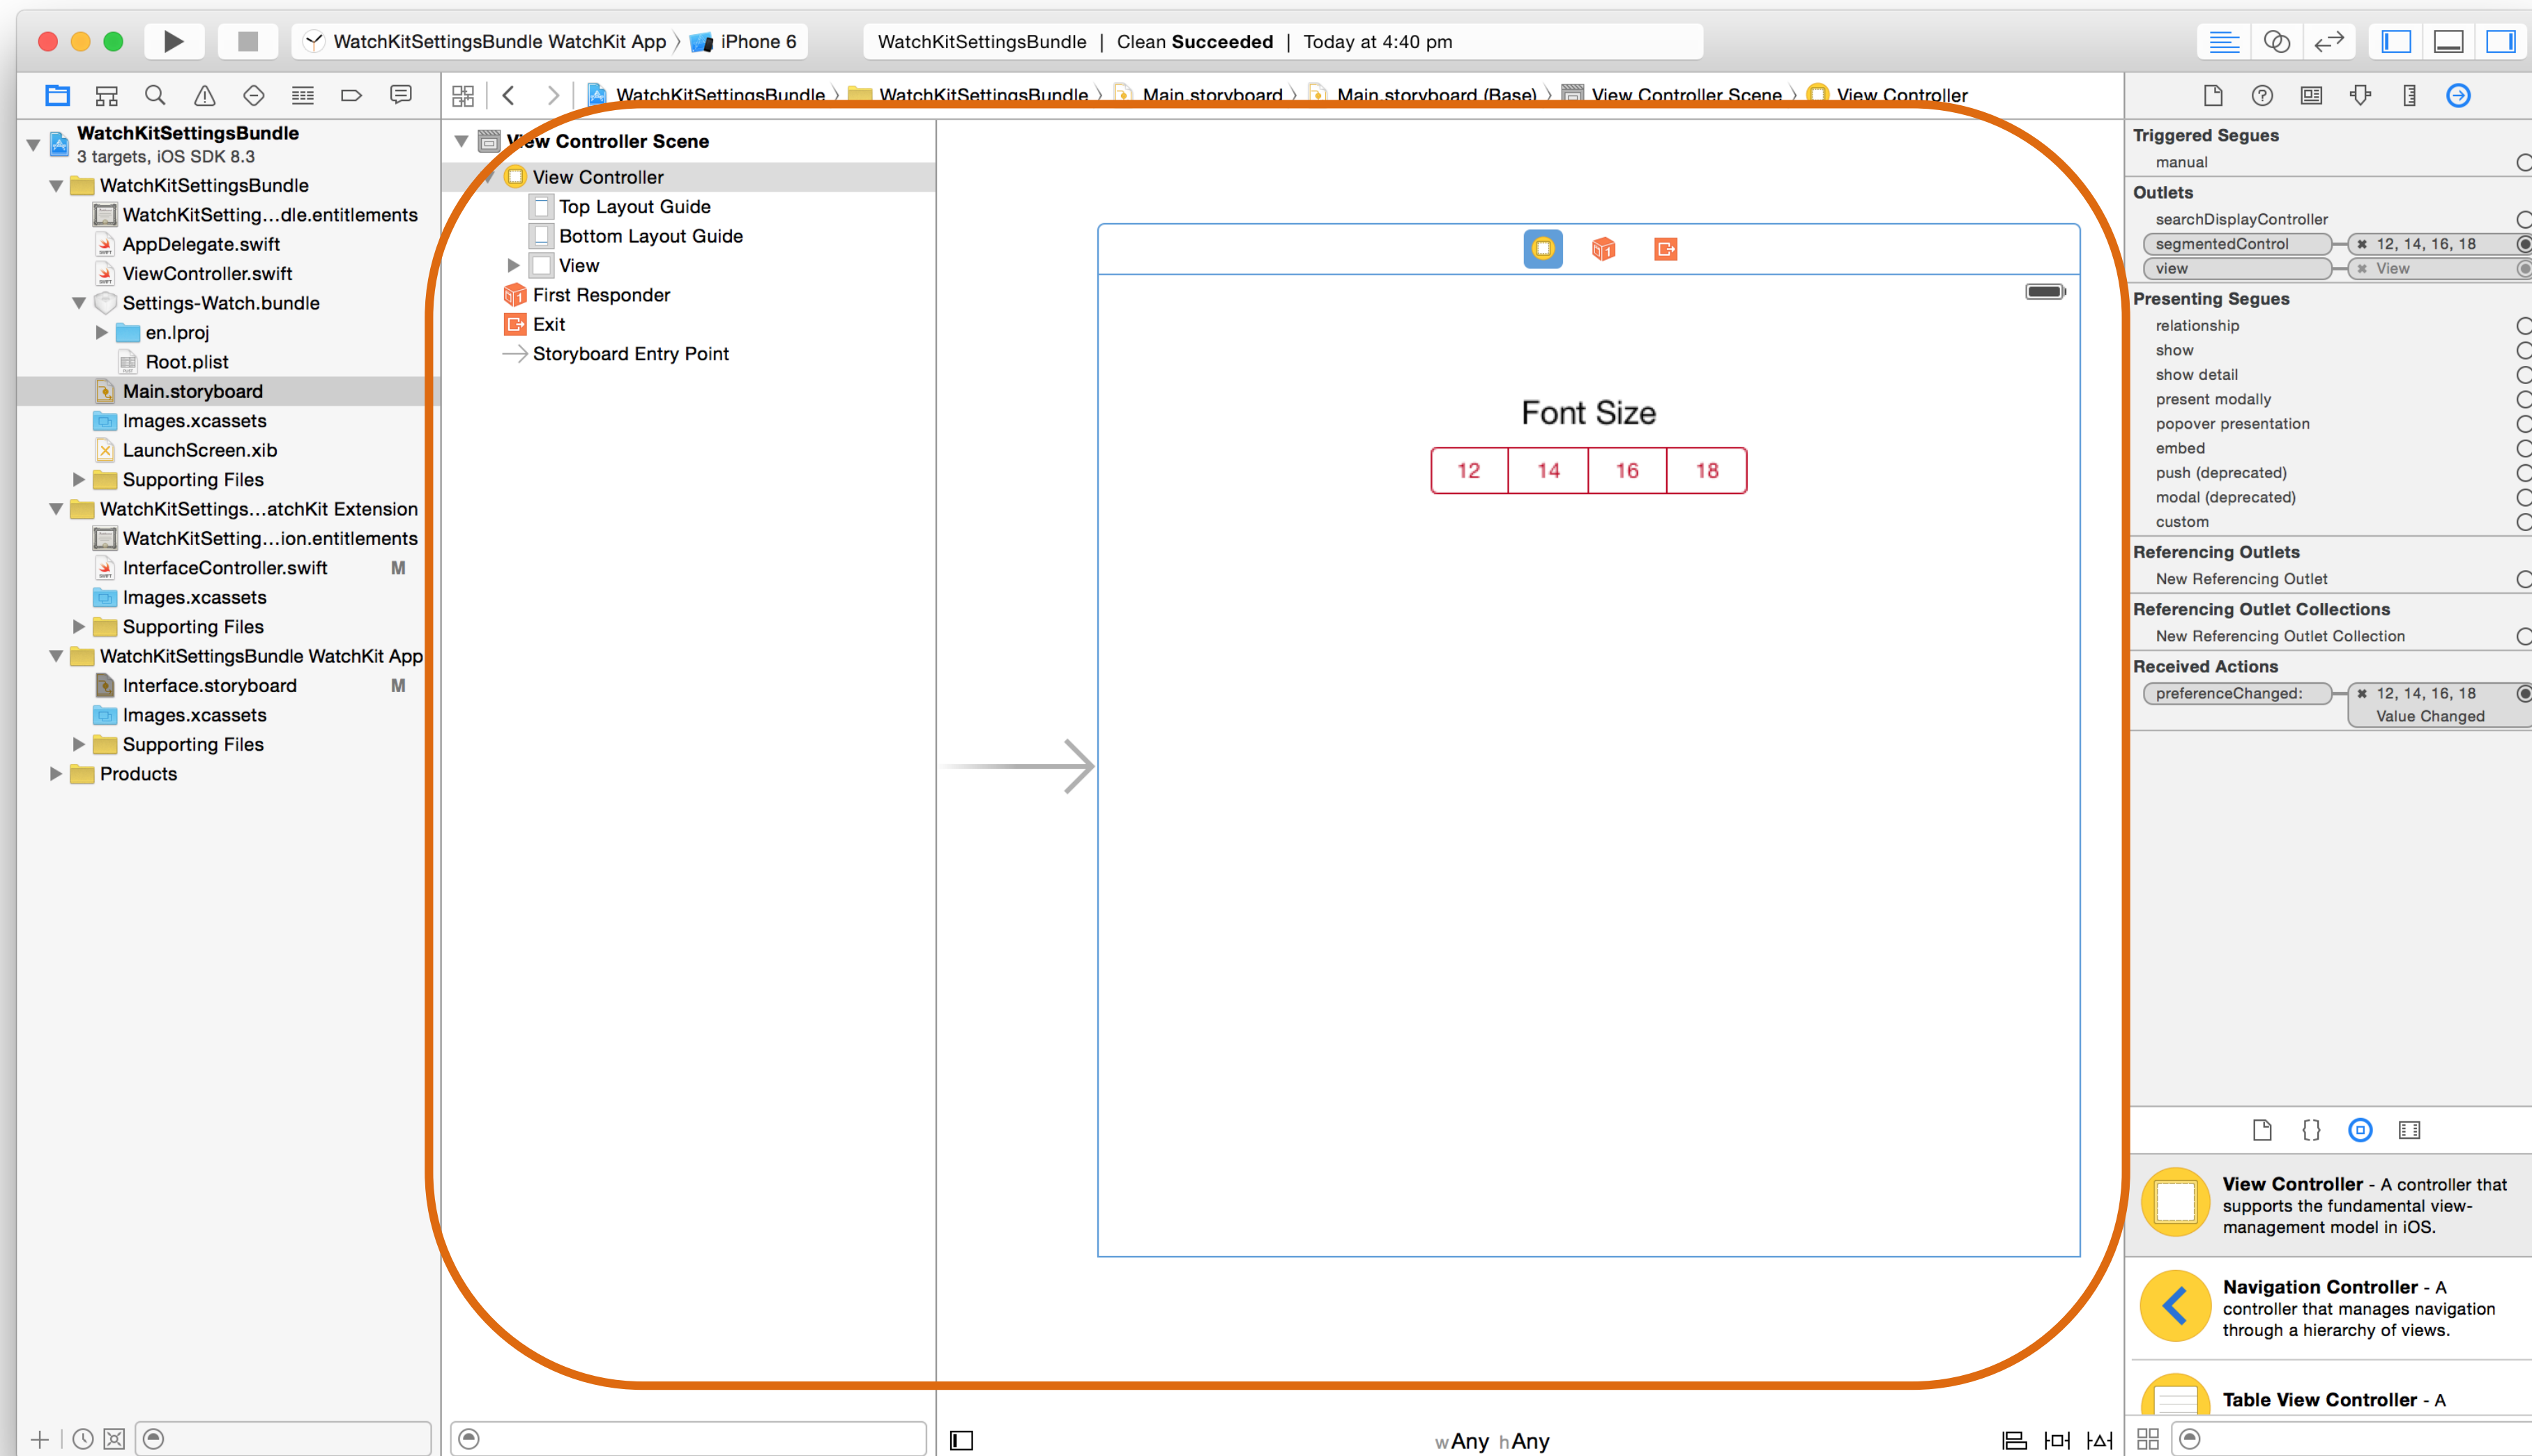 WatchKitSettingsBundle WatchKit App iPhone 6
WatchKitSettingsBundle | Clean Succeeded | Today at 4:40 pm
WatchKitSettingsBundle WatchKitSettingsBundle Main.storyboard Main.storyboard (Base) View Controller Scene View Controller
WatchKitSettingsBundle
3 targets, iOS SDK 8.3
WatchKitSettingsBundle
WatchKitSetting...dle.entitlements
AppDelegate.swift
ViewController.swift
Settings-Watch.bundle
en.lproj
Root.plist
Main.storyboard
Images.xcassets
LaunchScreen.xib
Supporting Files
WatchKitSettings...atchKit Extension
WatchKitSetting...ion.entitlements
InterfaceController.swift M
Images.xcassets
Supporting Files
WatchKitSettingsBundle WatchKit App
Interface.storyboard M
Images.xcassets
Supporting Files
Products
View Controller Scene
View Controller
Top Layout Guide
Bottom Layout Guide
View
First Responder
Exit
Storyboard Entry Point
Font Size
12 14 16 18
wAny hAny
Triggered Segues
manual
Outlets
searchDisplayController
segmentedControl 12, 14, 16, 18
view View
Presenting Segues
relationship
show
show detail
present modally
popover presentation
embed
push (deprecated)
modal (deprecated)
custom
Referencing Outlets
New Referencing Outlet
Referencing Outlet Collections
New Referencing Outlet Collection
Received Actions
preferenceChanged: 12, 14, 16, 18
Value Changed
View Controller - A controller that
supports the fundamental view-
management model in iOS.
Navigation Controller - A
controller that manages navigation
through a hierarchy of views.
Table View Controller - A